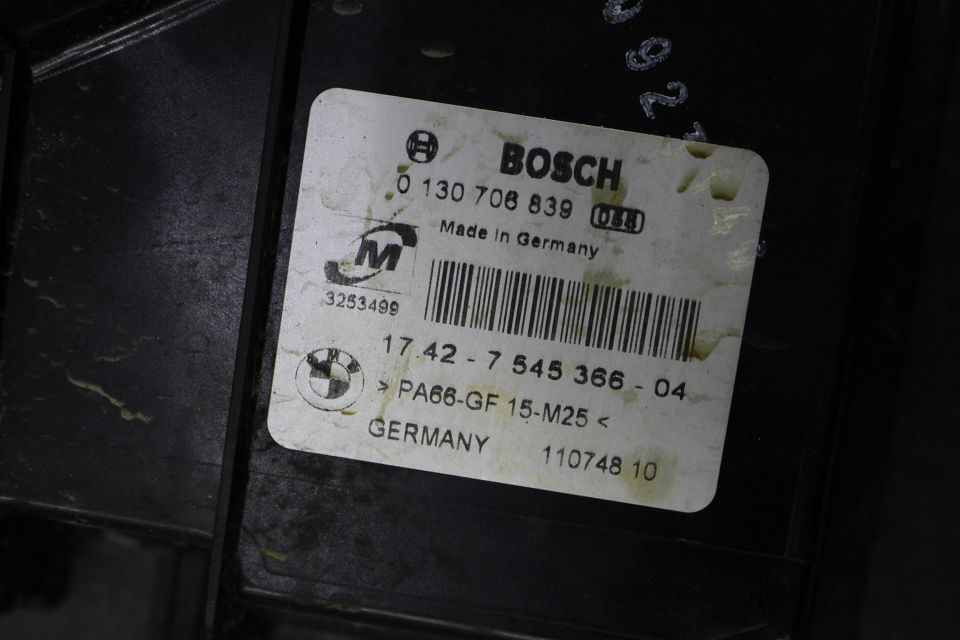 BOSCH
0 130 706 839 088
Made in Germany
M
3253499
17.42 - 7 545 366 - 04
> PA66-GF 15-M25 <
GERMANY 110748 10